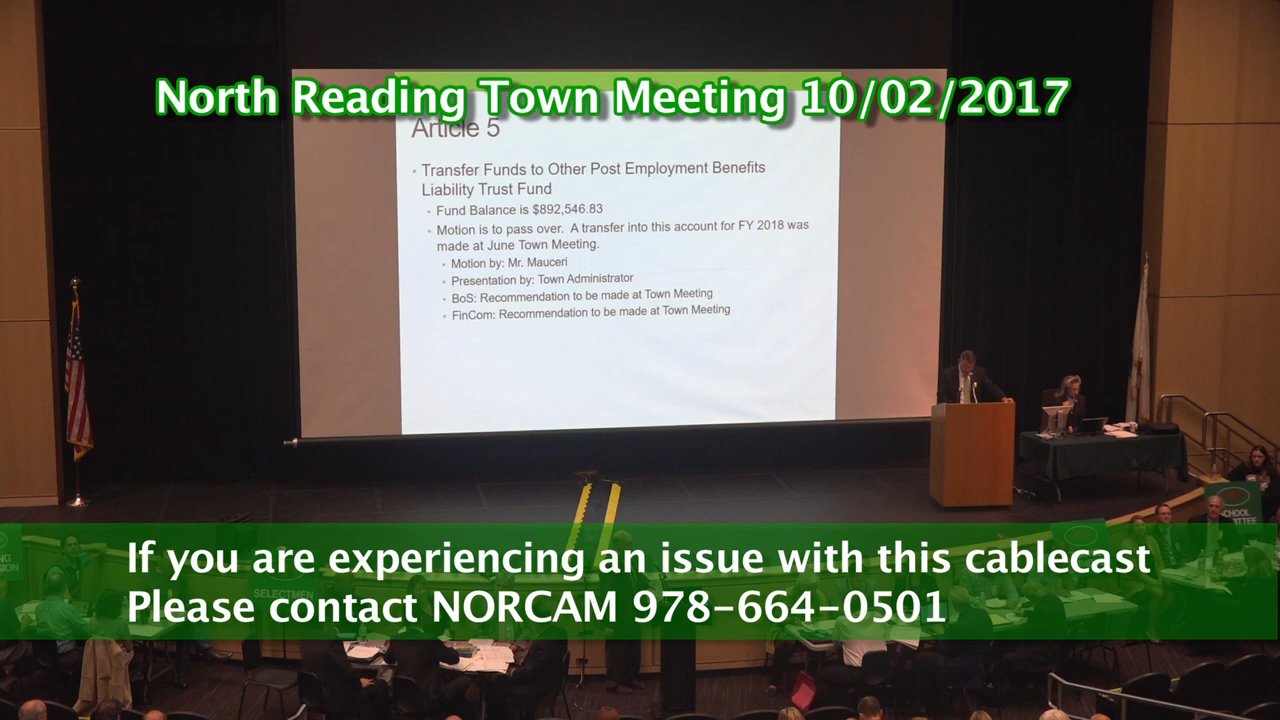 North Reading Town Meeting 10/02/2017
Article 5
• Transfer Funds to Other Post Employment Benefits
Liability Trust Fund
• Fund Balance is $892,546.83
• Motion is to pass over. A transfer into this account for FY 2018 was
made at June Town Meeting.
• Motion by: Mr. Mauceri
• Presentation by: Town Administrator
• BoS: Recommendation to be made at Town Meeting
• FinCom: Recommendation to be made at Town Meeting
SELECTMEN
If you are experiencing an issue with this cablecast
Please contact NORCAM 978-664-0501